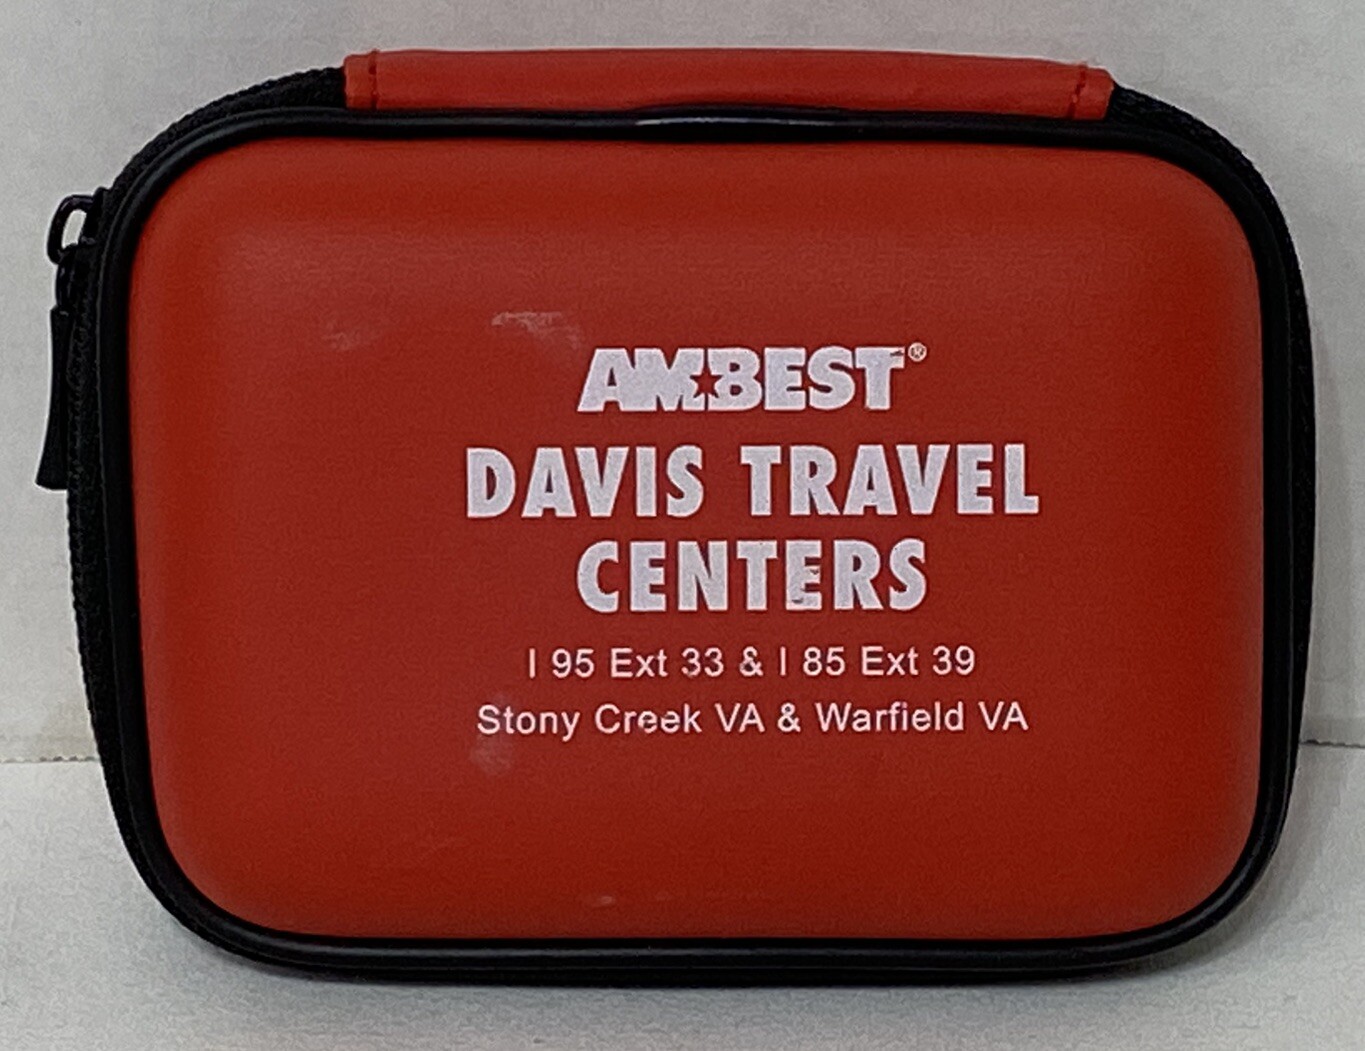 AMBEST®
DAVIS TRAVEL
CENTERS
I 95 Ext 33 & I 85 Ext 39
Stony Creek VA & Warfield VA